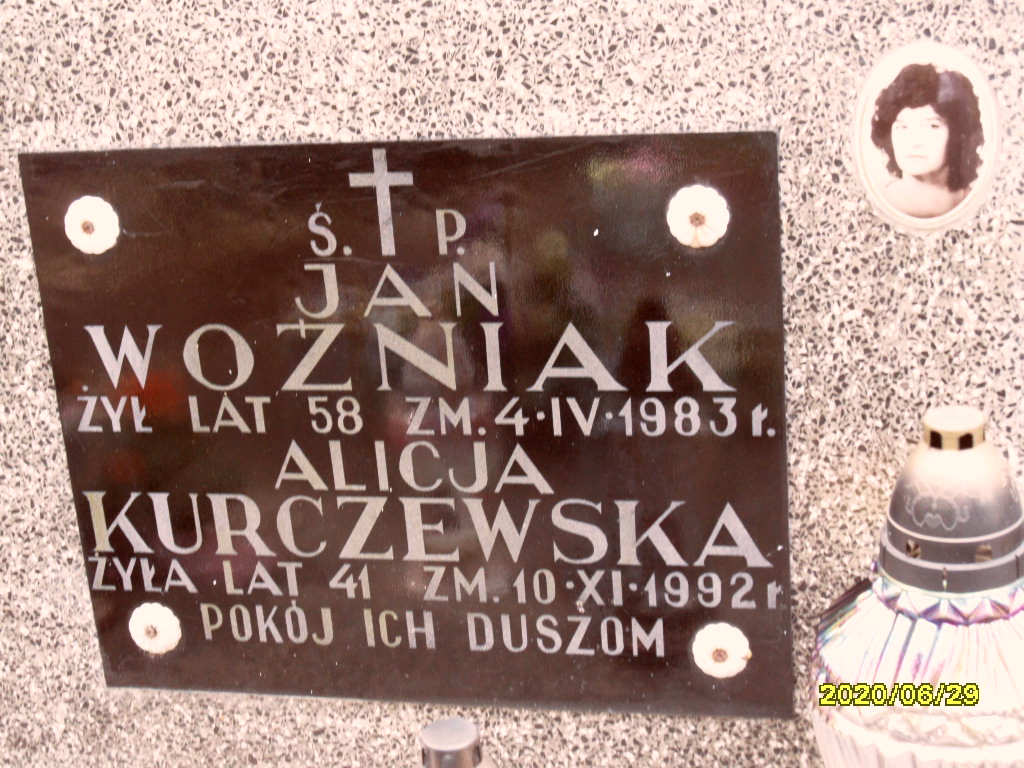 Ś. P.
JAN
WOŹNIAK
ŻYŁ LAT 58 ZM. 4·IV·1983 r.
ALICJA
KURCZEWSKA
ŻYŁA LAT 41 ZM. 10·XI·1992 r
POKÓJ ICH DUSZOM
2020/06/29